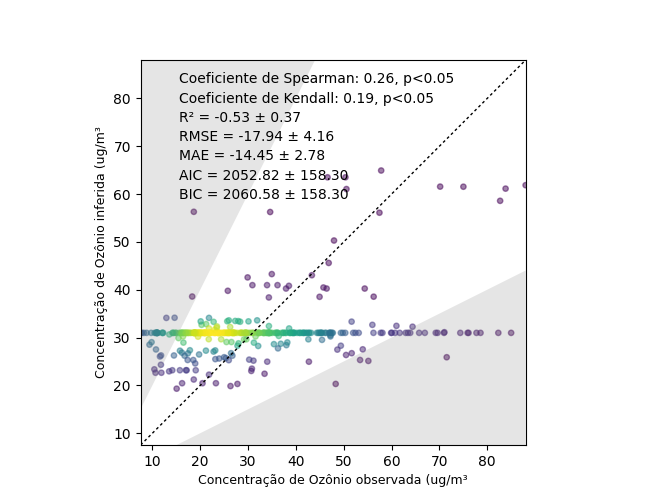 Coeficiente de Spearman: 0.26, p<0.05
Coeficiente de Kendall: 0.19, p<0.05
R² = -0.53 ± 0.37
RMSE = -17.94 ± 4.16
MAE = -14.45 ± 2.78
AIC = 2052.82 ± 158.30
BIC = 2060.58 ± 158.30
Concentração de Ozônio inferida (ug/m³
80
70
60
50
40
30
20
10
10 20 30 40 50 60 70 80
Concentração de Ozônio observada (ug/m³